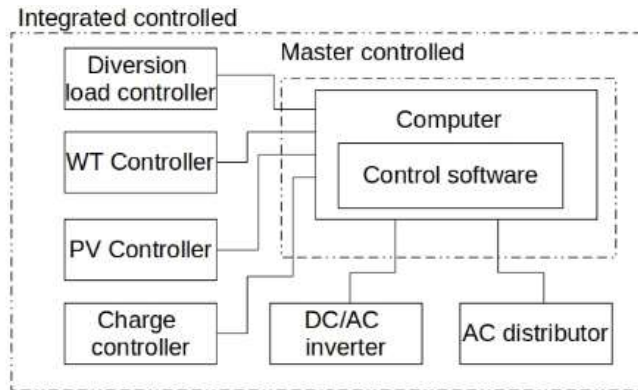 Integrated controlled
Master controlled
Diversion
load controller
Computer
WT Controller
Control software
PV Controller
Charge
controller
DC/AC
inverter
AC distributor